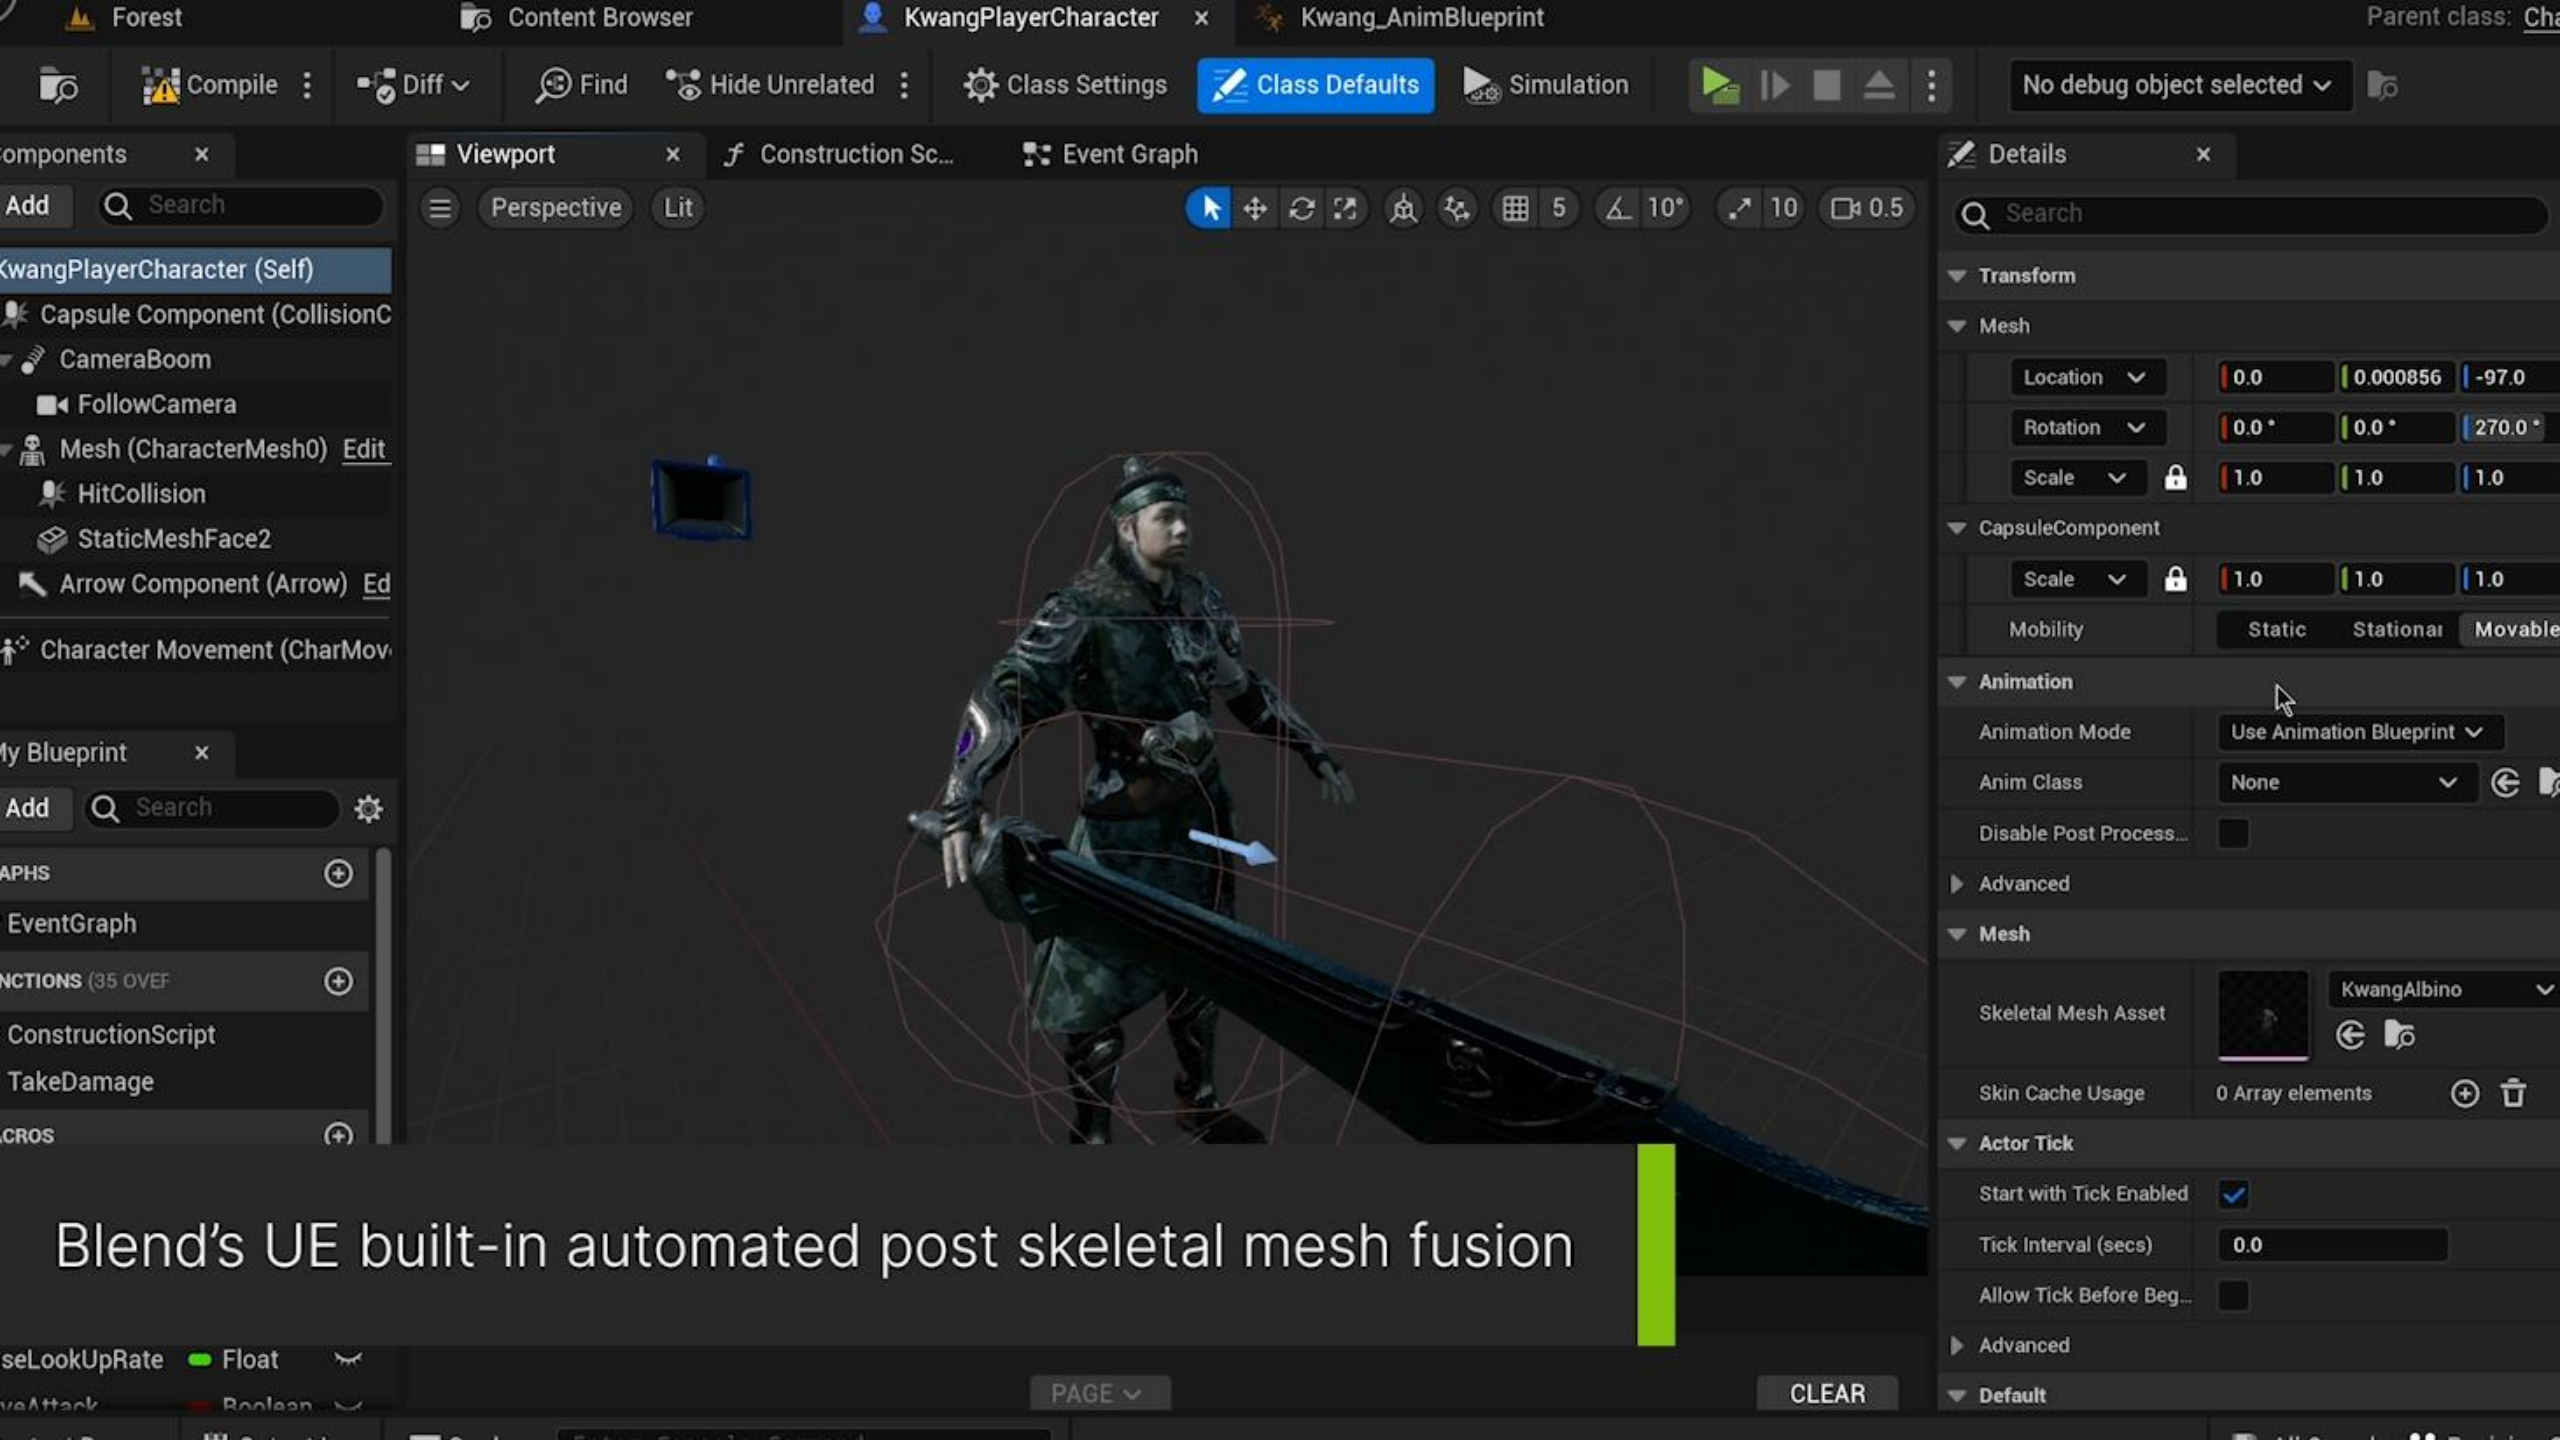 Forest
Content Browser
KwangPlayerCharacter
Kwang_AnimBlueprint
Parent class: Cha
Compile
Diff
Find
Hide Unrelated
Class Settings
Class Defaults
Simulation
No debug object selected
omponents
Viewport
Construction Sc...
Event Graph
Details
Add
Search
Perspective
Lit
5
10°
10
0.5
Search
KwangPlayerCharacter (Self)
Capsule Component (CollisionC
CameraBoom
FollowCamera
Mesh (CharacterMesh0) Edit
HitCollision
StaticMeshFace2
Arrow Component (Arrow) Ed
Character Movement (CharMov
My Blueprint
Add
Search
APHS
EventGraph
NCTIONS (35 OVEF
ConstructionScript
TakeDamage
CROS
seLookUpRate Float
veAttack Boolean
Transform
Mesh
Location 0.0 0.000856 -97.0
Rotation 0.0 ° 0.0 ° 270.0 °
Scale 1.0 1.0 1.0
CapsuleComponent
Scale 1.0 1.0 1.0
Mobility Static Stationar Movable
Animation
Animation Mode Use Animation Blueprint
Anim Class None
Disable Post Process...
Advanced
Mesh
Skeletal Mesh Asset KwangAlbino
Skin Cache Usage 0 Array elements
Actor Tick
Start with Tick Enabled
Tick Interval (secs) 0.0
Allow Tick Before Beg...
Advanced
Default
Blend's UE built-in automated post skeletal mesh fusion
PAGE
CLEAR